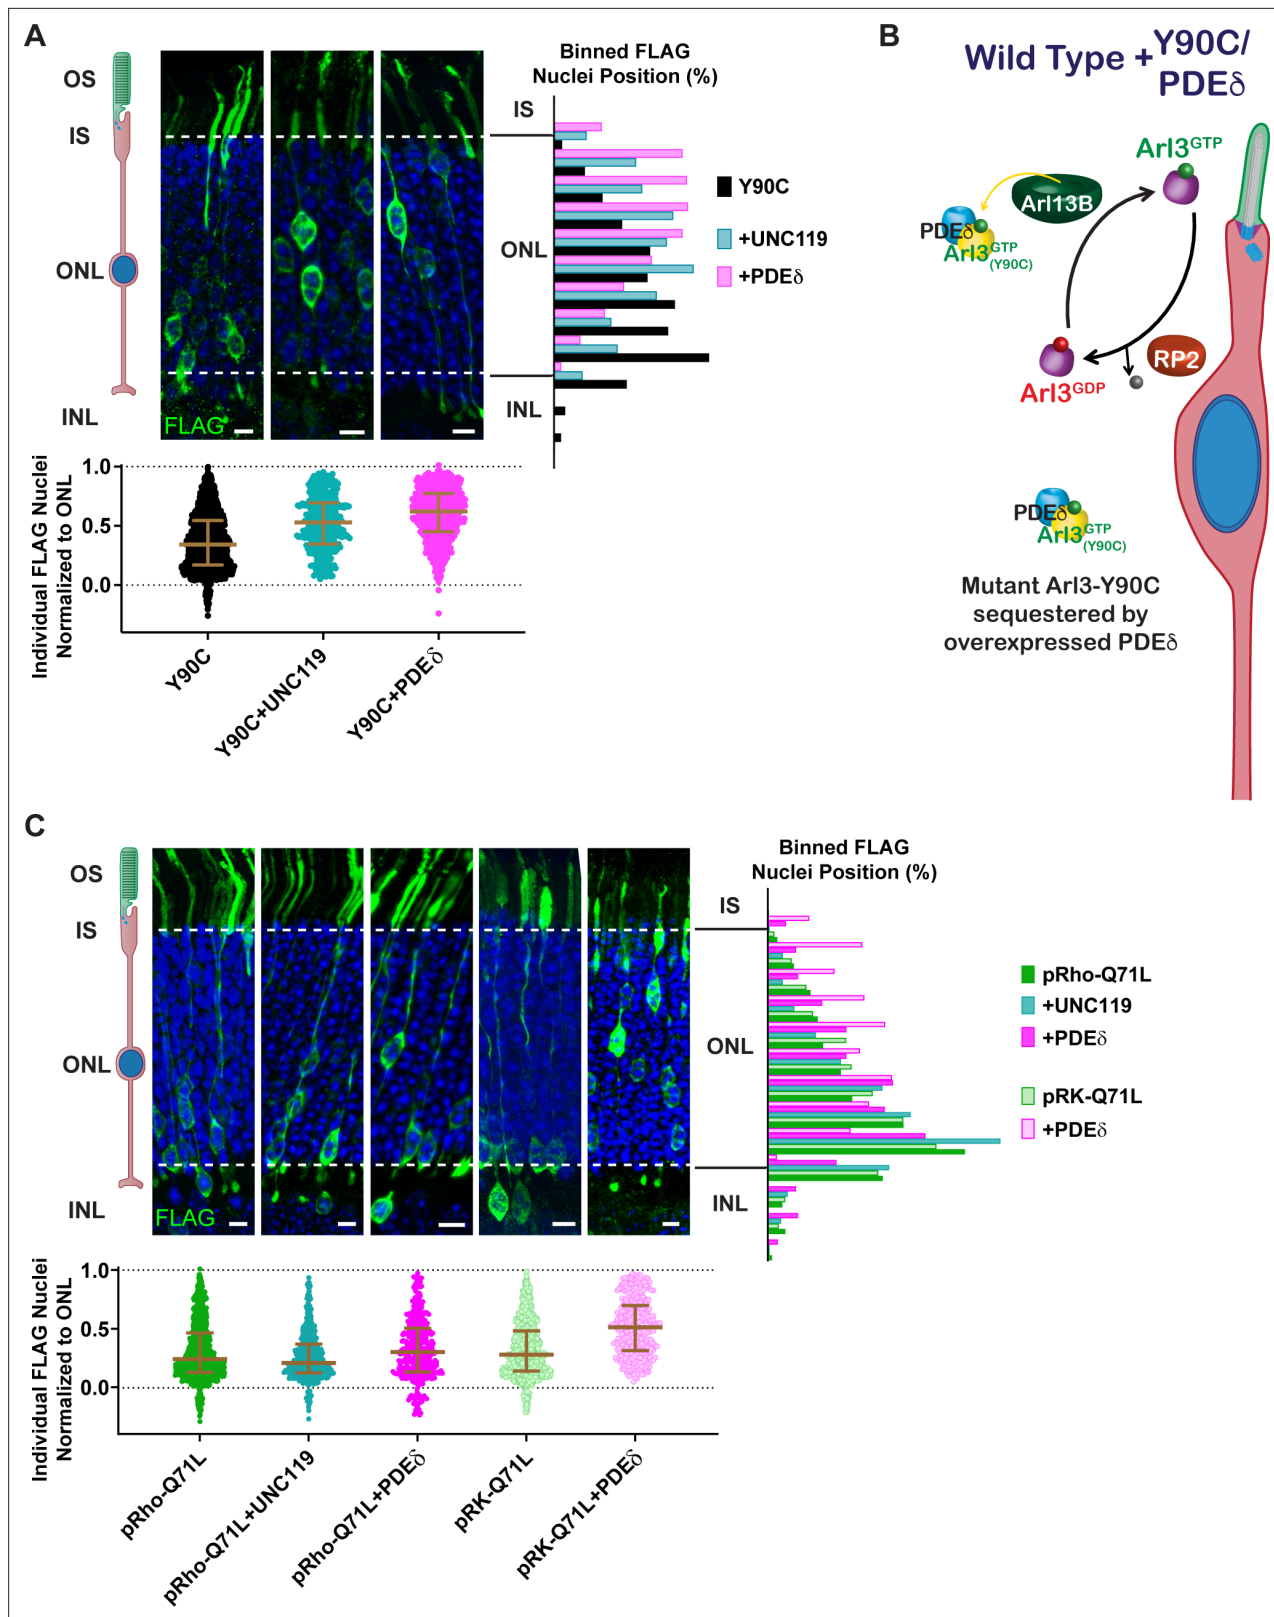 A
OS
IS
ONL
INL
FLAG
Binned FLAG
Nuclei Position (%)
IS
ONL
INL
Y90C
+UNC119
+PDEδ
Individual FLAG Nuclei
Normalized to ONL
1.0
0.5
0.0
Y90C
Y90C+UNC119
Y90C+PDEδ
B
Wild Type +Y90C/
PDEδ
Arl3GTP
Arl13B
PDEδ
Arl3GTP
(Y90C)
RP2
Arl3GDP
PDEδ
Arl3GTP
(Y90C)
Mutant Arl3-Y90C
sequestered by
overexpressed PDEδ
C
OS
IS
ONL
INL
FLAG
Binned FLAG
Nuclei Position (%)
IS
ONL
INL
pRho-Q71L
+UNC119
+PDEδ
pRK-Q71L
+PDEδ
Individual FLAG Nuclei
Normalized to ONL
1.0
0.5
0.0
pRho-Q71L
pRho-Q71L+UNC119
pRho-Q71L+PDEδ
pRK-Q71L
pRK-Q71L+PDEδ